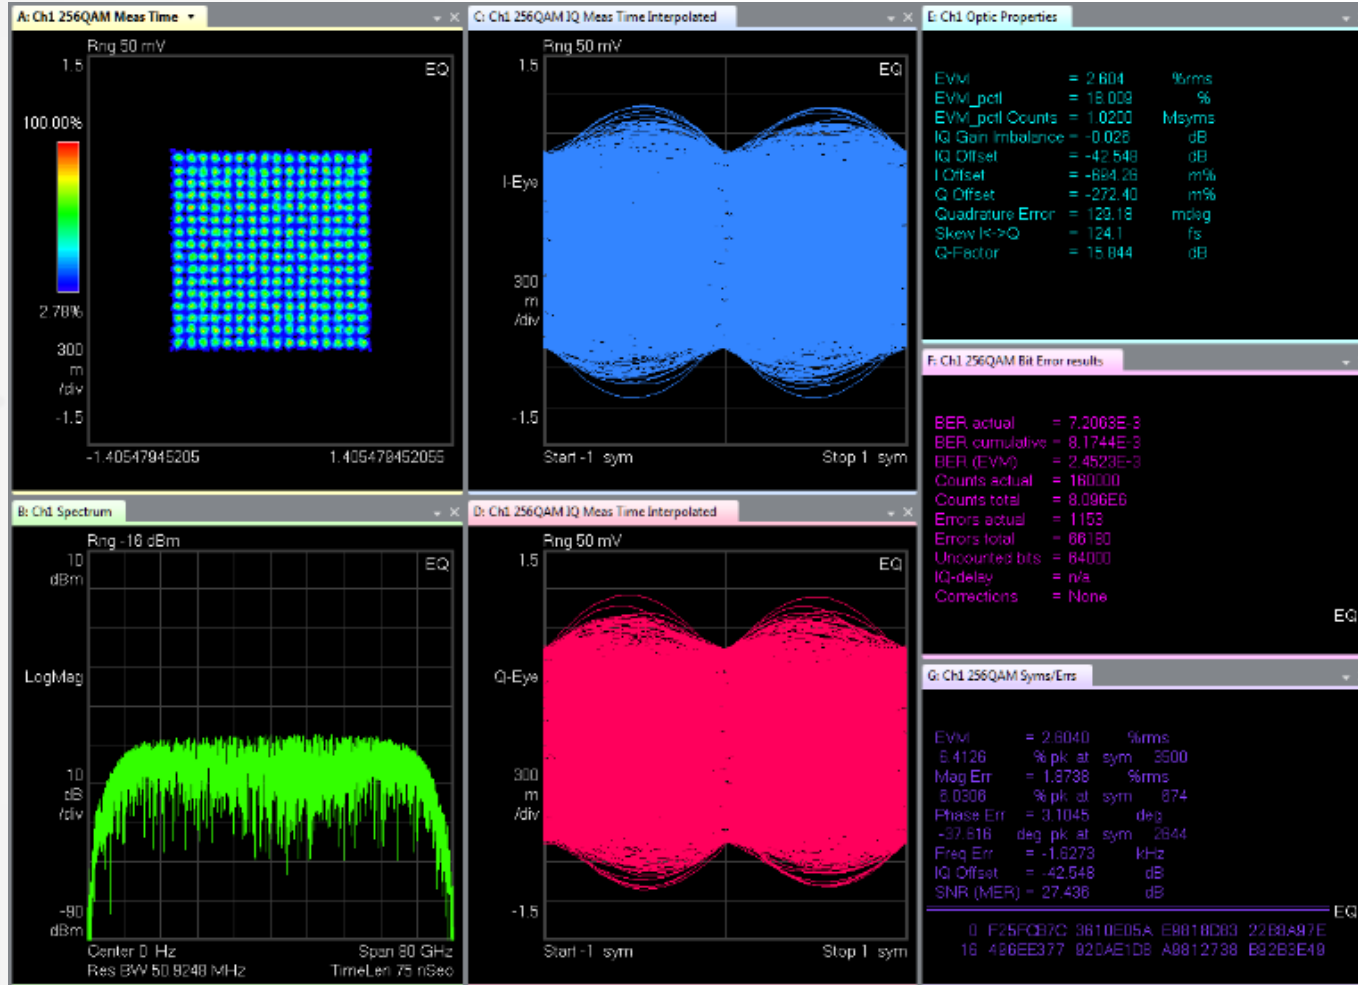 A: Ch1 256QAM Meas Time
Rng 50 mV
1.5
EQ
100.00%
2.78%
300
m
/div
-1.5
-1.40547945205
1.405479452055
B: Ch1 Spectrum
Rng -16 dBm
10
dBm
EQ
LogMag
10
dB
/div
-90
dBm
Center 0 Hz
Span 80 GHz
Res BW 50.9248 MHz
TimeLen 75 nSec
C: Ch1 256QAM IQ Meas Time Interpolated
Rng 50 mV
1.5
EQ
I-Eye
300
m
/div
-1.5
Start -1 sym
Stop 1 sym
D: Ch1 256QAM IQ Meas Time Interpolated
Rng 50 mV
1.5
EQ
Q-Eye
300
m
/div
-1.5
Start -1 sym
Stop 1 sym
E: Ch1 Optic Properties
EVM = 2.604 %rms
EVM_pctl = 18.009 %
EVM_pctl Counts = 1.0200 Msyms
IQ Gain Imbalance = -0.026 dB
IQ Offset = -42.548 dB
I Offset = -694.26 m%
Q Offset = -272.40 m%
Quadrature Error = 129.18 mdeg
Skew I<->Q = 124.1 fs
Q-Factor = 15.844 dB
F: Ch1 256QAM Bit Error results
BER actual = 7.2063E-3
BER cumulative = 8.1744E-3
BER (EVM) = 2.4523E-3
Counts actual = 160000
Counts total = 8.096E6
Errors actual = 1153
Errors total = 66180
Uncounted bits = 64000
IQ-delay = n/a
Corrections = None
EQ
G: Ch1 256QAM Syms/Errs
EVM = 2.6040 %rms
6.4126 % pk at sym 3500
Mag Err = 1.8738 %rms
6.0306 % pk at sym 674
Phase Err = 3.1045 deg
-37.616 deg pk at sym 2644
Freq Err = -1.6273 kHz
IQ Offset = -42.548 dB
SNR (MER) = 27.436 dB
EQ
0 F25FCB7C 3610E05A E9818D83 22B8A97E
16 496EE377 920AE1DB A9812738 B92B3E49